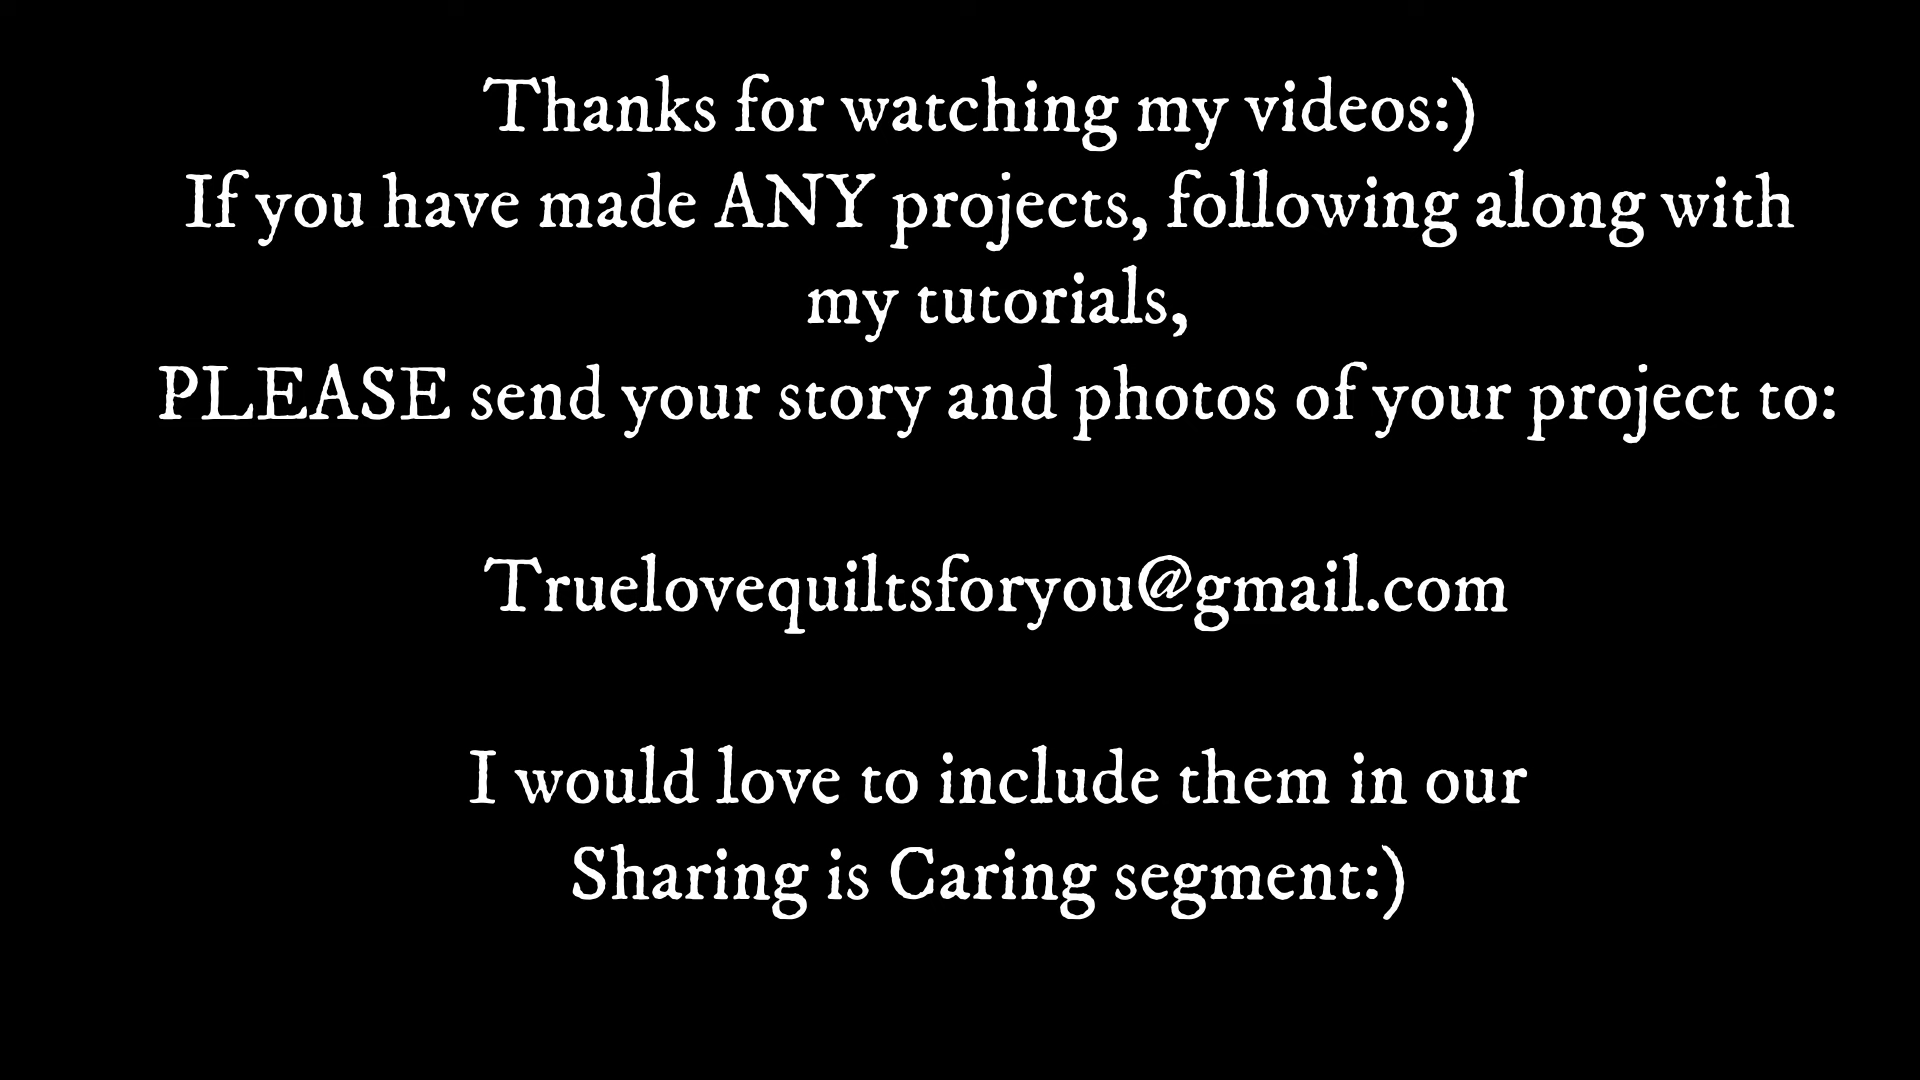 Thanks for watching my videos:)
If you have made ANY projects, following along with
my tutorials,
PLEASE send your story and photos of your project to:
Truelovequiltsforyou@gmail.com
I would love to include them in our
Sharing is Caring segment:)